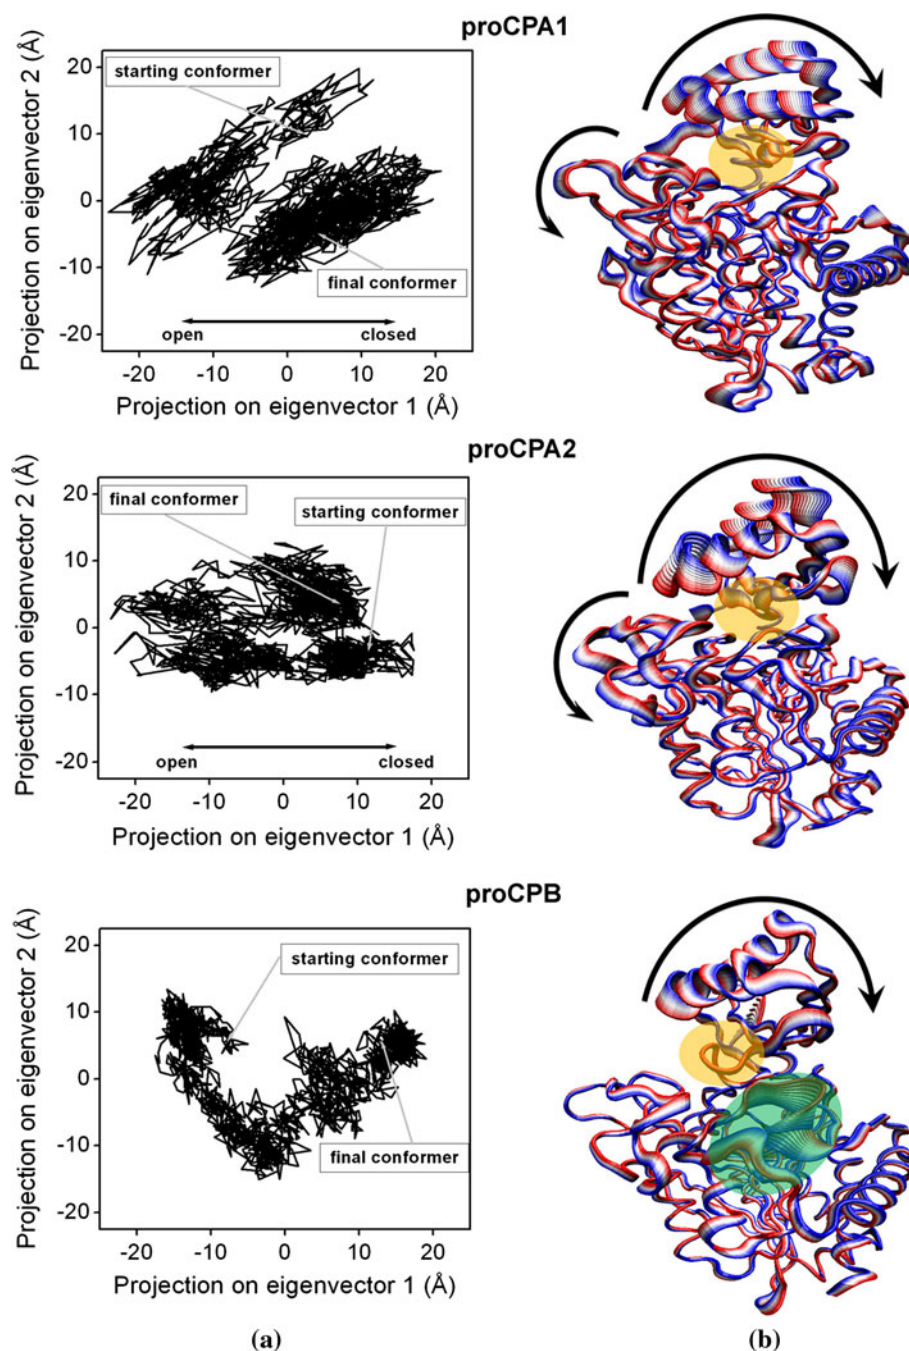 proCPA1
Projection on eigenvector 2 (Å)
20
10
0
-10
-20
starting conformer
final conformer
open
closed
-20
-10
0
10
20
Projection on eigenvector 1 (Å)
proCPA2
Projection on eigenvector 2 (Å)
20
10
0
-10
-20
final conformer
starting conformer
open
closed
-20
-10
0
10
20
Projection on eigenvector 1 (Å)
proCPB
Projection on eigenvector 2 (Å)
20
10
0
-10
-20
starting conformer
final conformer
-20
-10
0
10
20
Projection on eigenvector 1 (Å)
(a)
(b)